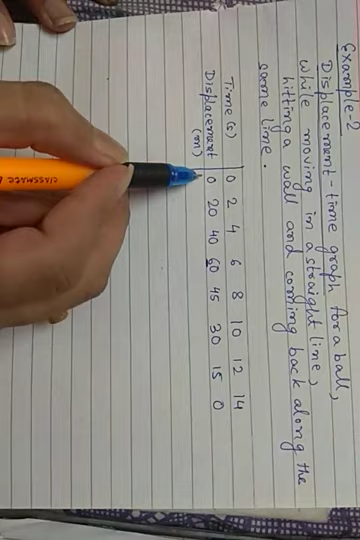 Example-2
Displacement-time graph for a ball,
while moving in a straight line,
hitting a wall and coming back along the
same line.
Time (s) 0 2 4 6 8 10 12 14
Displacement (m) 0 20 40 60 45 30 15 0
CLASSMATE